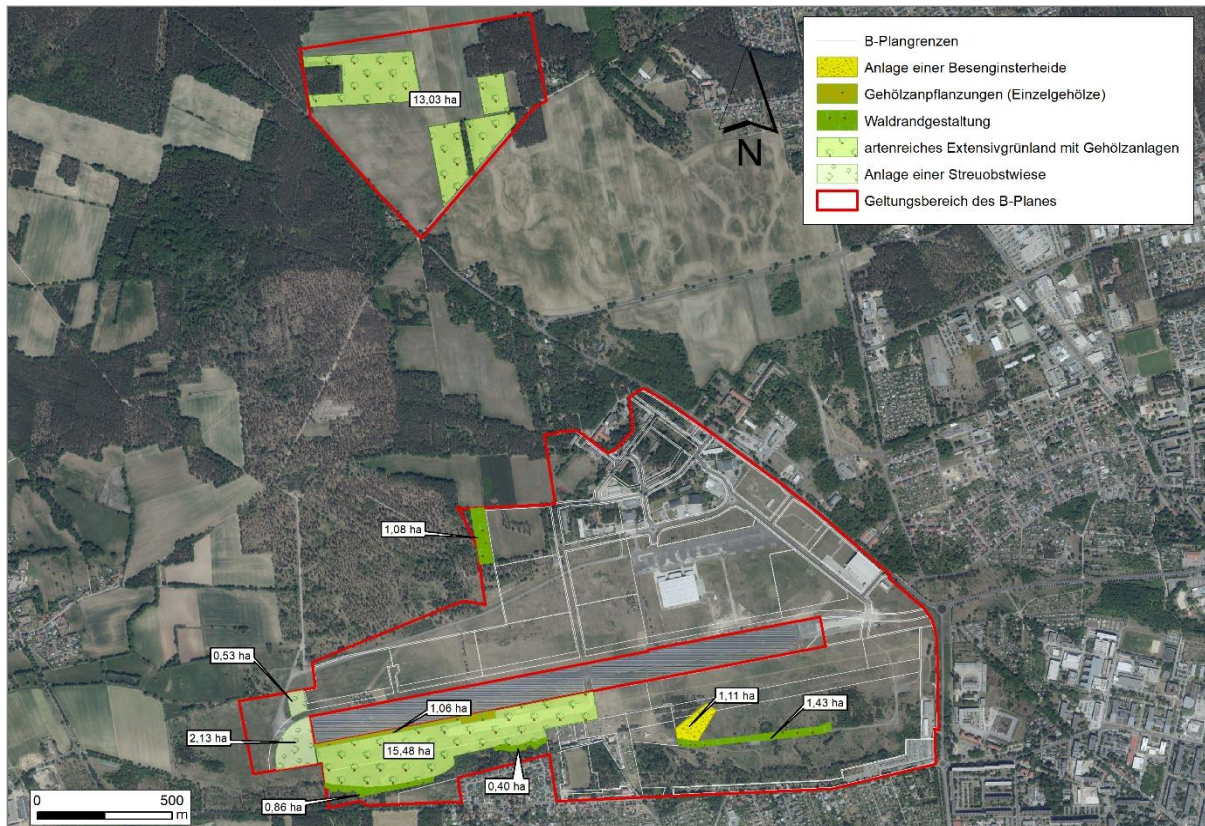 B-Plangrenzen
Anlage einer Besenginsterheide
Gehölzanpflanzungen (Einzelgehölze)
Waldrandgestaltung
artenreiches Extensivgrünland mit Gehölzanlagen
Anlage einer Streuobstwiese
Geltungsbereich des B-Planes
N
13,03 ha
1,08 ha
0,53 ha
1,06 ha
1,11 ha
1,43 ha
2,13 ha
15,48 ha
0,40 ha
0,86 ha
0 500
m